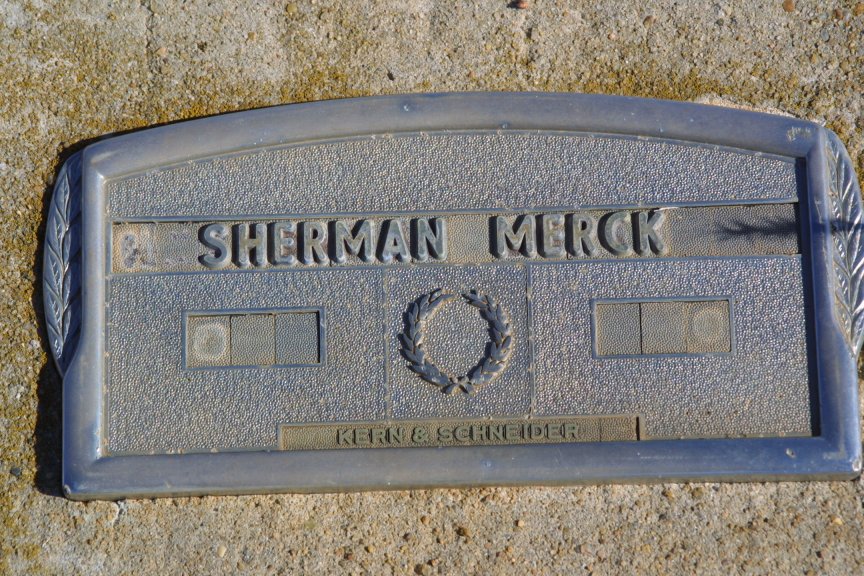 SHERMAN MERCK
KERN & SCHNEIDER